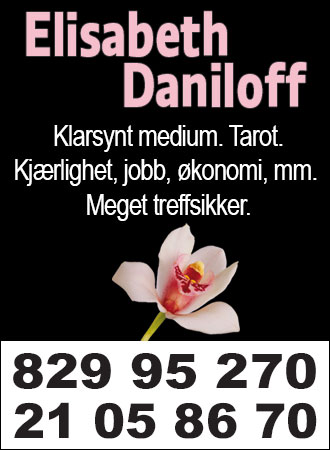 Elisabeth
Daniloff
Klarsynt medium. Tarot.
Kjærlighet, jobb, økonomi, mm.
Meget treffsikker.
829 95 270
21 05 86 70